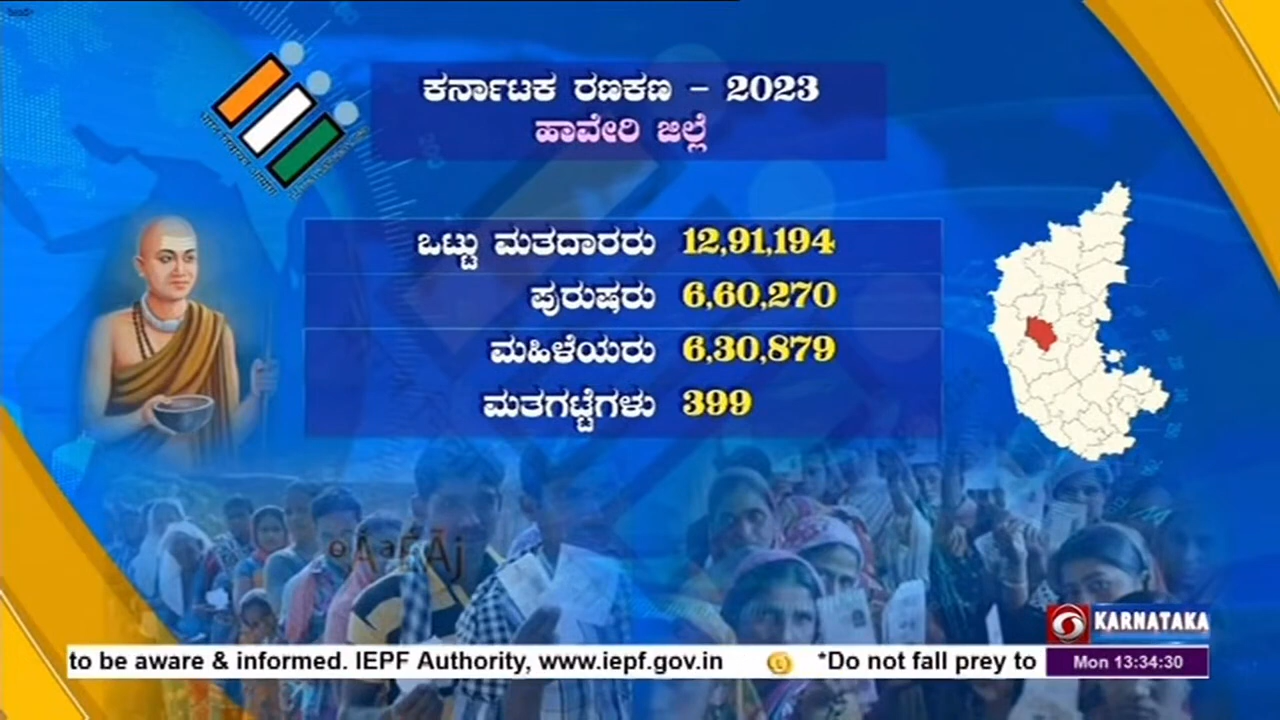 ಕರ್ನಾಟಕ ರಣಕಣ – 2023
ಹಾವೇರಿ ಜಿಲ್ಲೆ
ಒಟ್ಟು ಮತದಾರರು 12,91,194
ಪುರುಷರು 6,60,270
ಮಹಿಳೆಯರು 6,30,879
ಮತಗಟ್ಟೆಗಳು 399
KARNATAKA
to be aware & informed. IEPF Authority, www.iepf.gov.in *Do not fall prey to
Mon 13:34:30